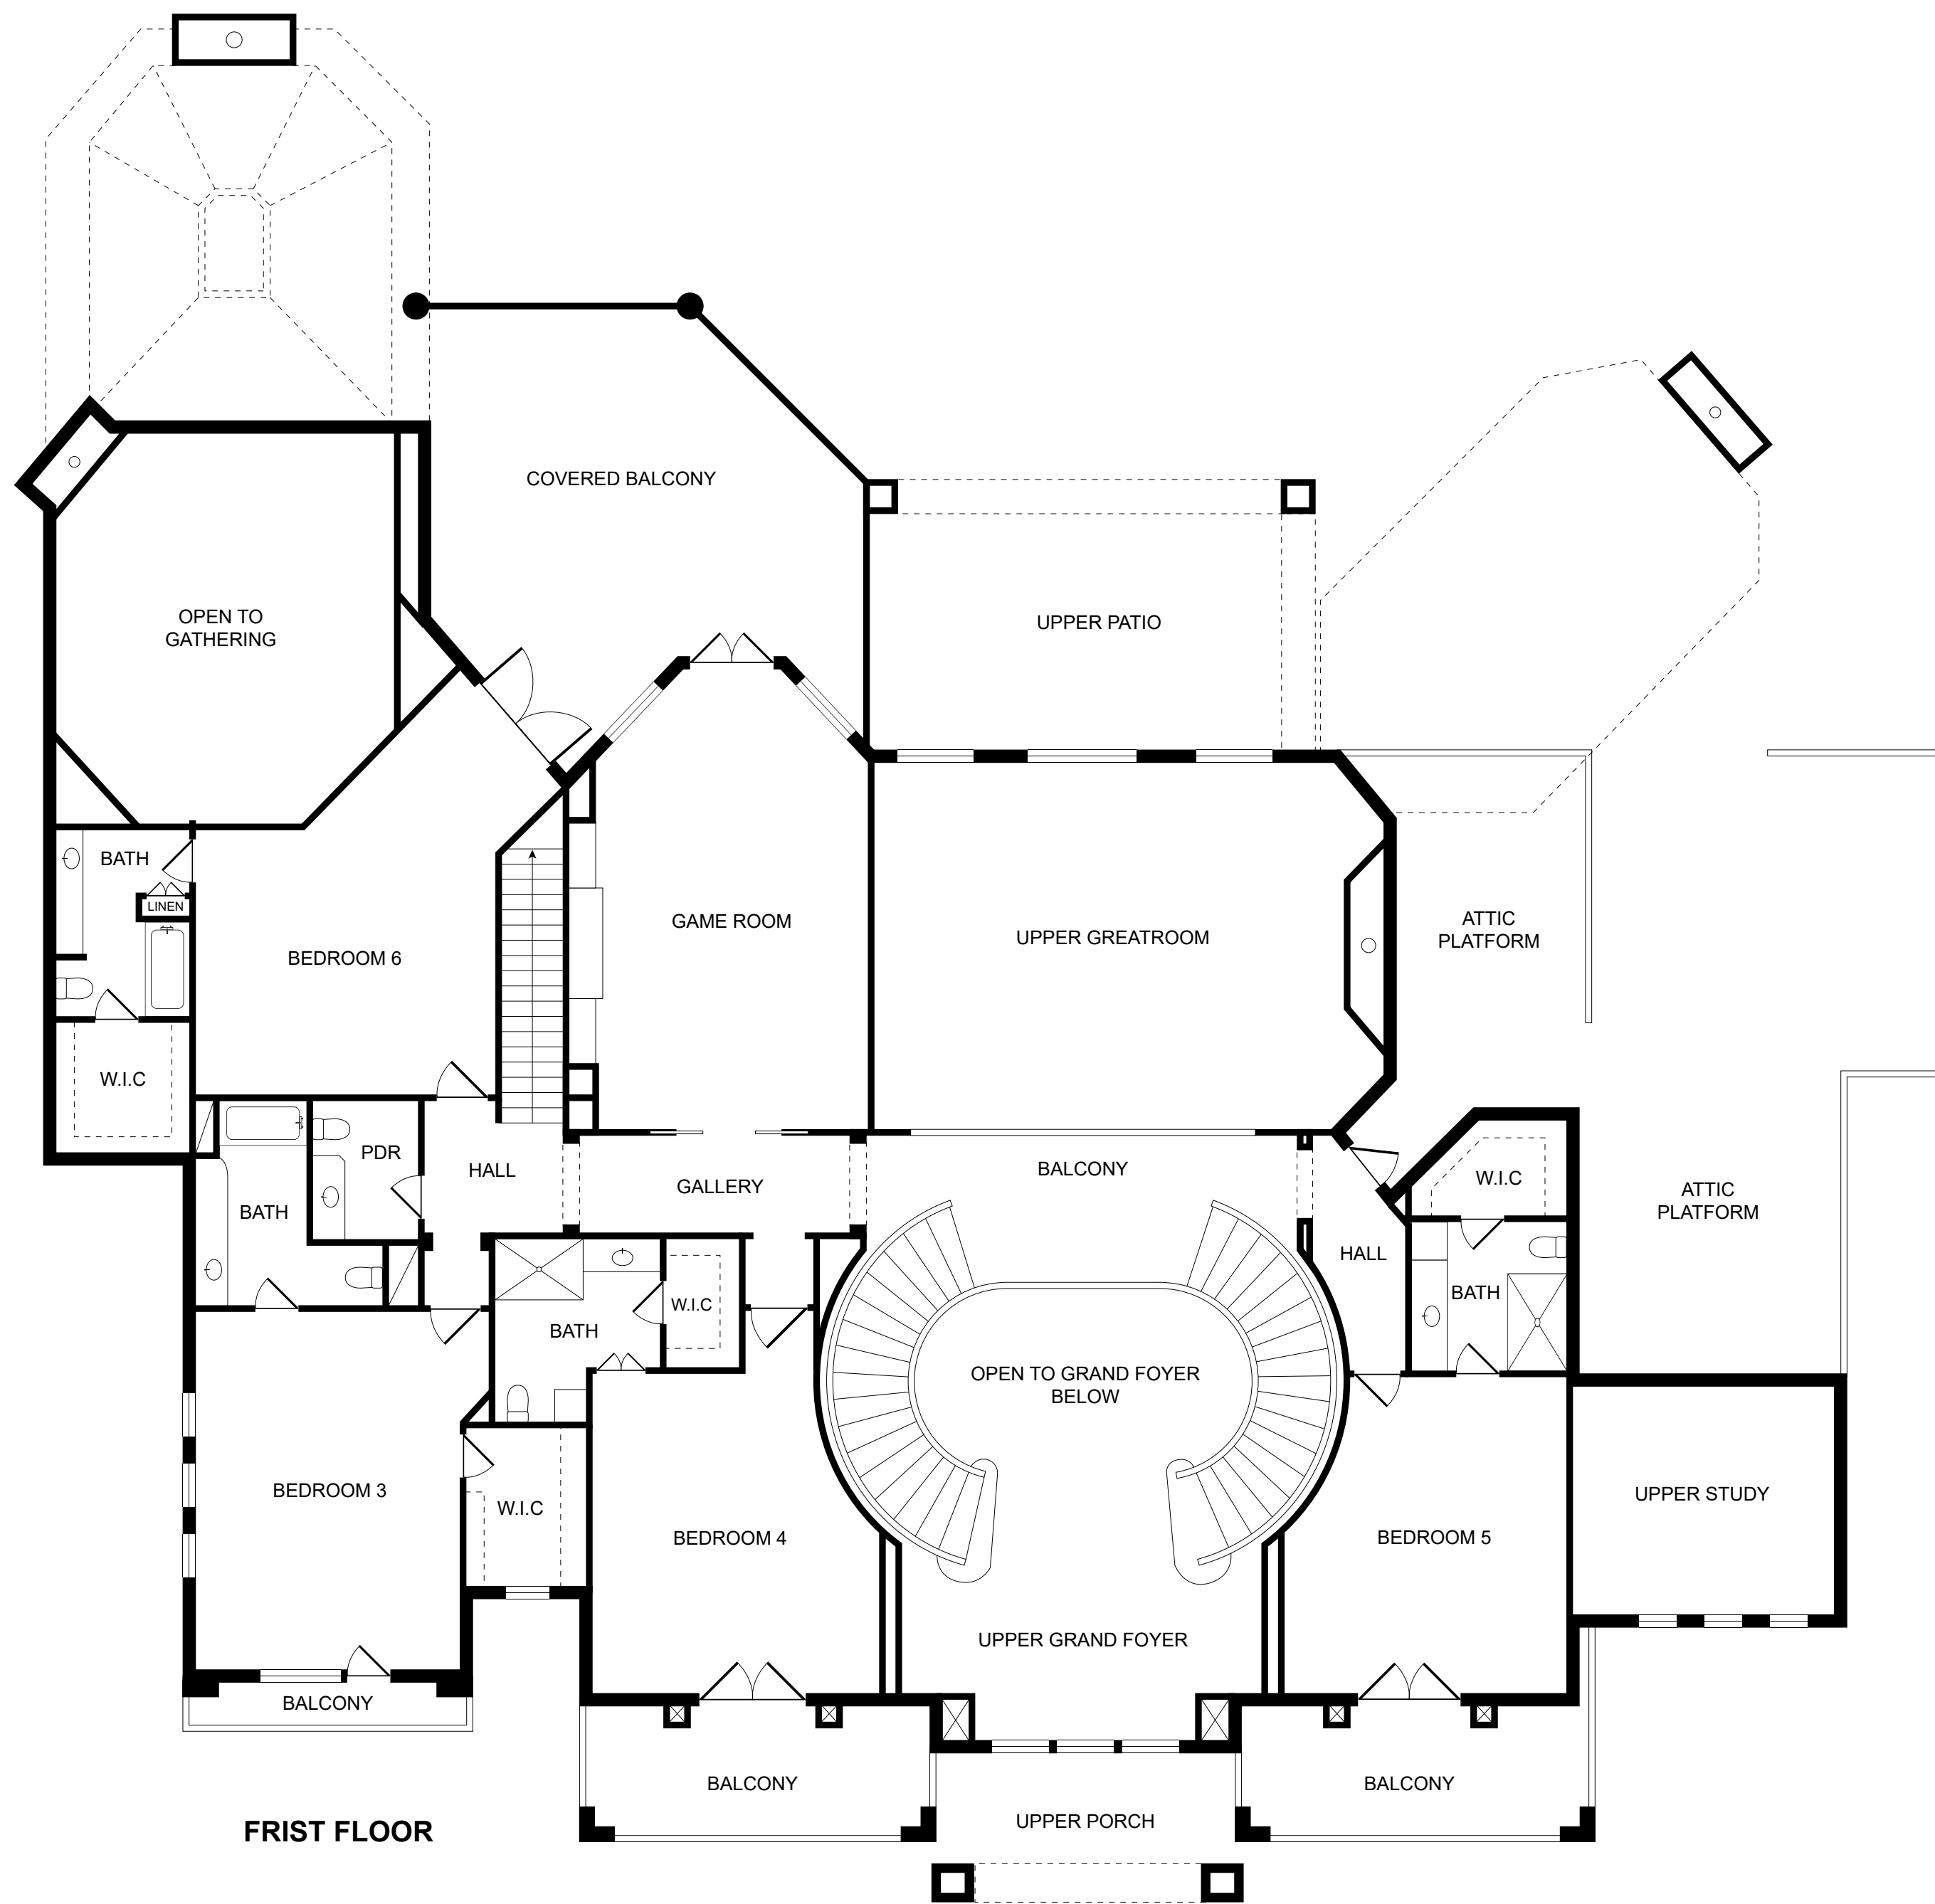 COVERED BALCONY
OPEN TO
GATHERING
UPPER PATIO
BATH
LINEN
GAME ROOM
UPPER GREATROOM
ATTIC
PLATFORM
BEDROOM 6
W.I.C
PDR
HALL
GALLERY
BALCONY
W.I.C
ATTIC
PLATFORM
BATH
HALL
BATH
W.I.C
BATH
OPEN TO GRAND FOYER
BELOW
BEDROOM 3
W.I.C
BEDROOM 4
BEDROOM 5
UPPER STUDY
UPPER GRAND FOYER
BALCONY
BALCONY
BALCONY
UPPER PORCH
FRIST FLOOR